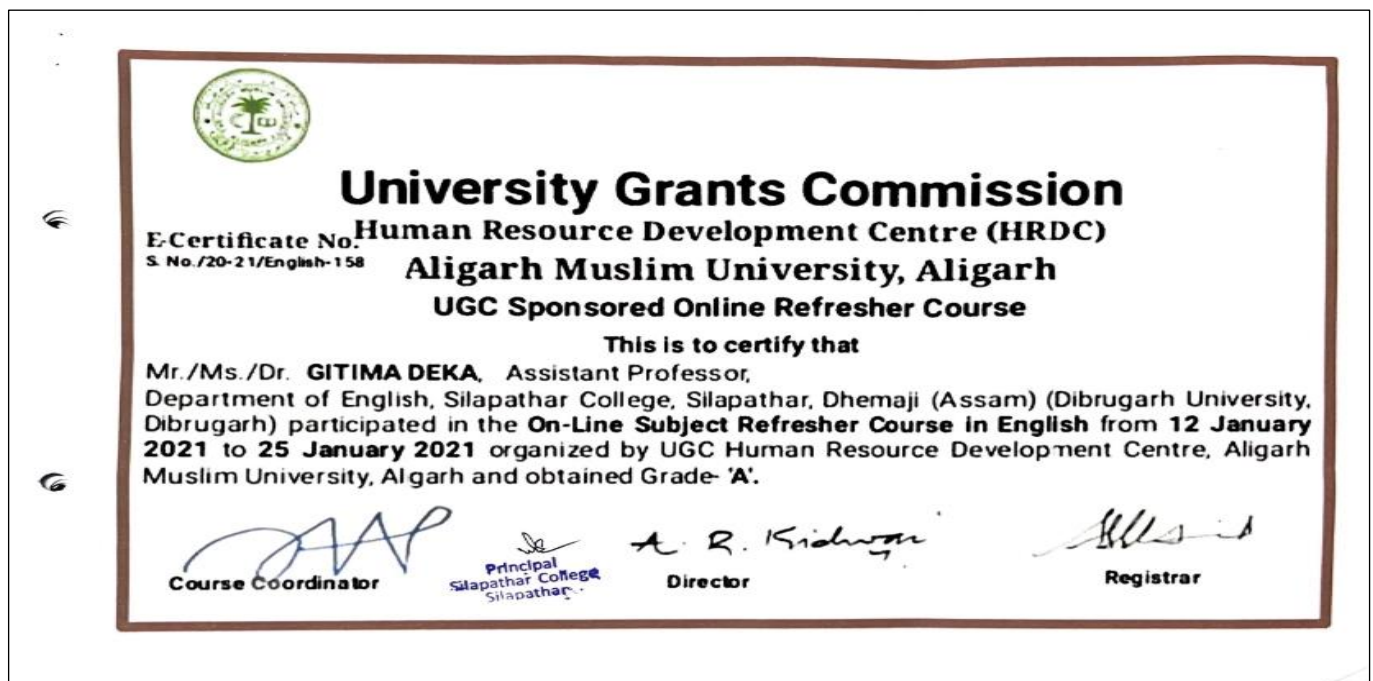 University Grants Commission
Human Resource Development Centre (HRDC)
E-Certificate No.
S. No./20-21/English-158
Aligarh Muslim University, Aligarh
UGC Sponsored Online Refresher Course
This is to certify that
Mr./Ms./Dr. GITIMA DEKA, Assistant Professor,
Department of English, Silapathar College, Silapathar, Dhemaji (Assam) (Dibrugarh University,
Dibrugarh) participated in the On-Line Subject Refresher Course in English from 12 January
2021 to 25 January 2021 organized by UGC Human Resource Development Centre, Aligarh
Muslim University, Algarh and obtained Grade- 'A'.
A. R. Kidwai
Course Coordinator
Principal
Silapathar College
Silapathar
Director
Registrar